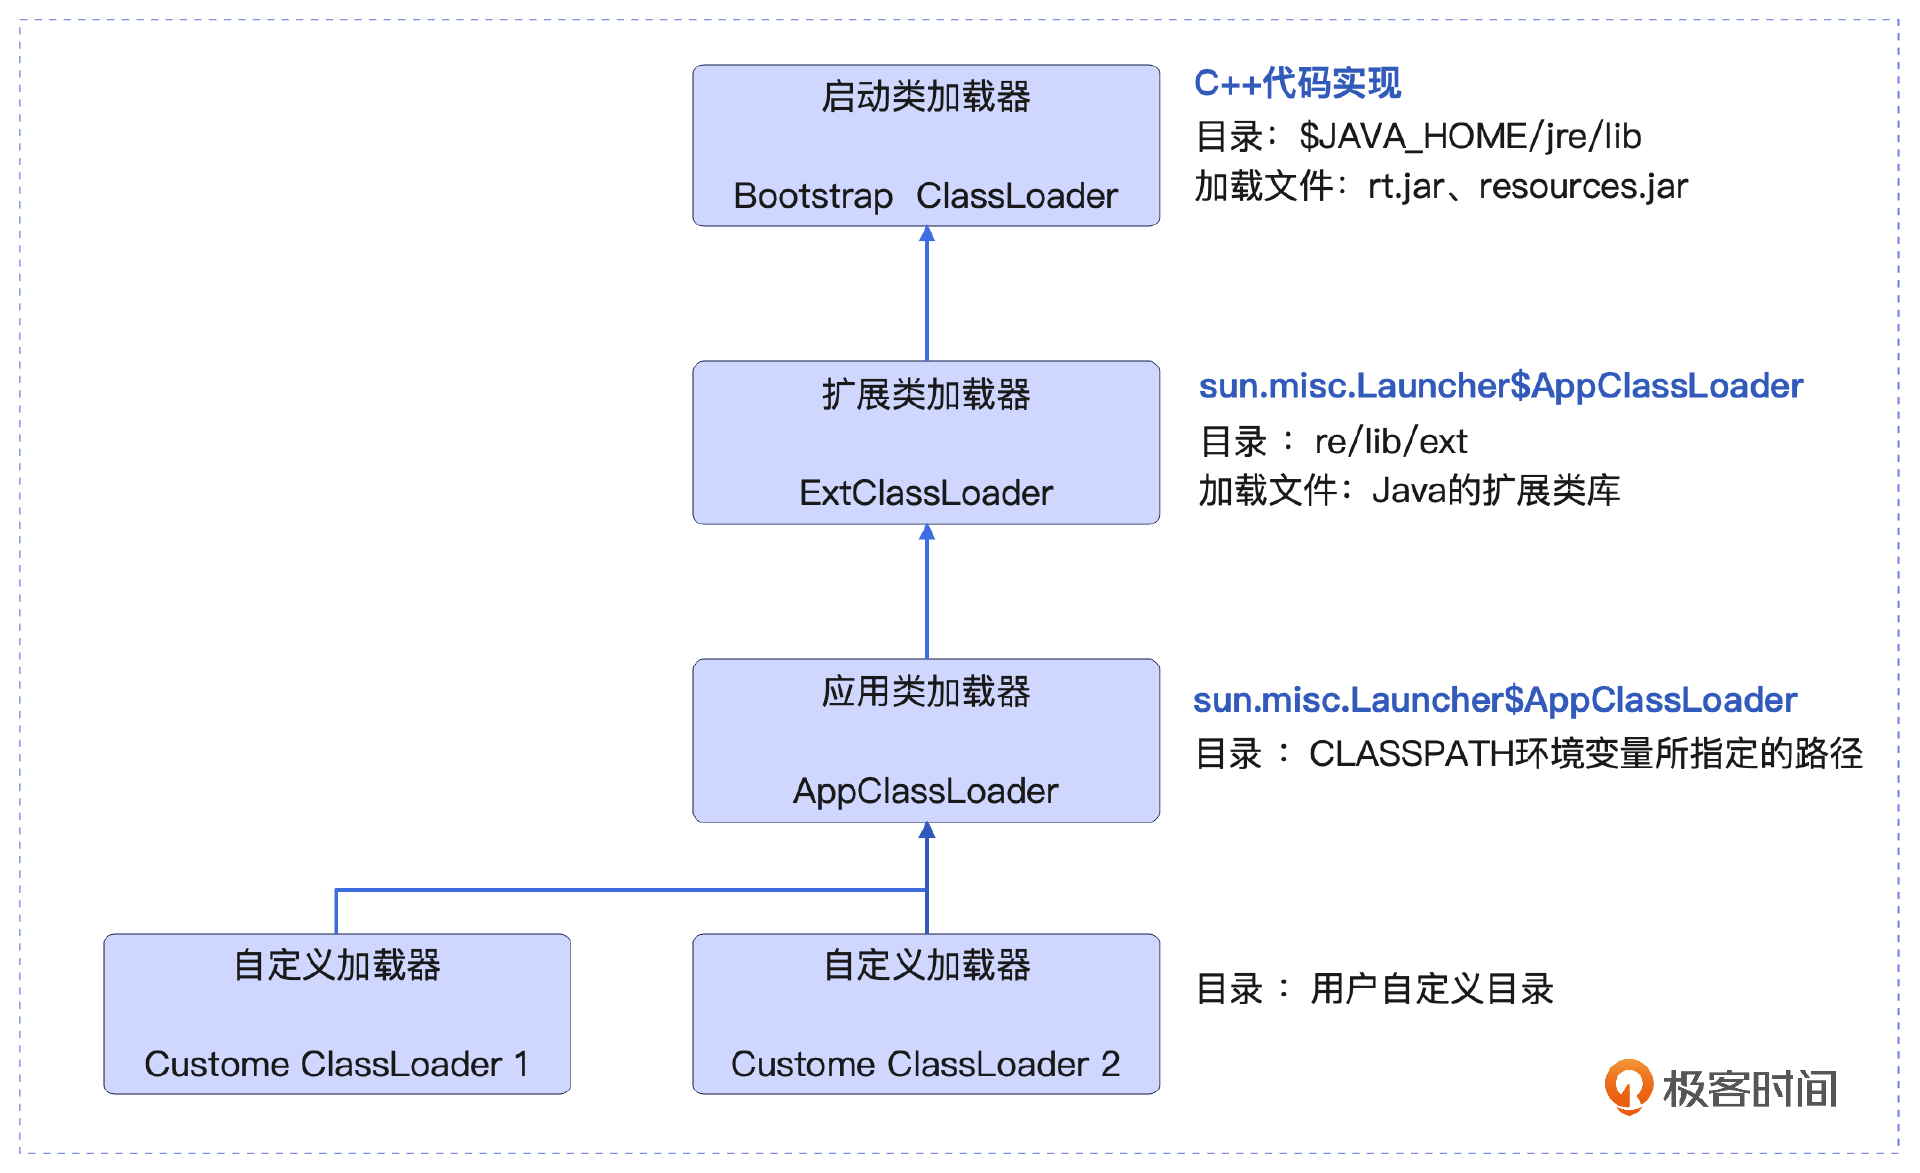 启动类加载器
Bootstrap ClassLoader
C++代码实现
目录：$JAVA_HOME/jre/lib
加载文件：rt.jar、resources.jar
扩展类加载器
ExtClassLoader
sun.misc.Launcher$AppClassLoader
目录：re/lib/ext
加载文件：Java的扩展类库
应用类加载器
AppClassLoader
sun.misc.Launcher$AppClassLoader
目录：CLASSPATH环境变量所指定的路径
自定义加载器
Custome ClassLoader 1
自定义加载器
Custome ClassLoader 2
目录：用户自定义目录
极客时间